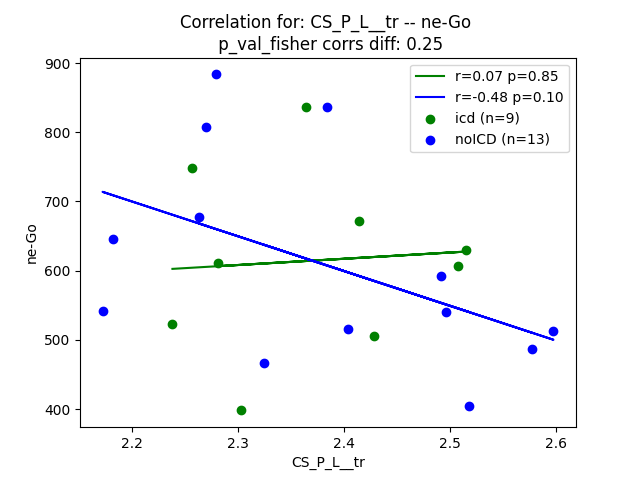 Correlation for: CS_P_L__tr -- ne-Go
p_val_fisher corrs diff: 0.25
900
800
700
600
500
400
ne-Go
r=0.07 p=0.85
r=-0.48 p=0.10
icd (n=9)
noICD (n=13)
2.2
2.3
2.4
2.5
2.6
CS_P_L__tr